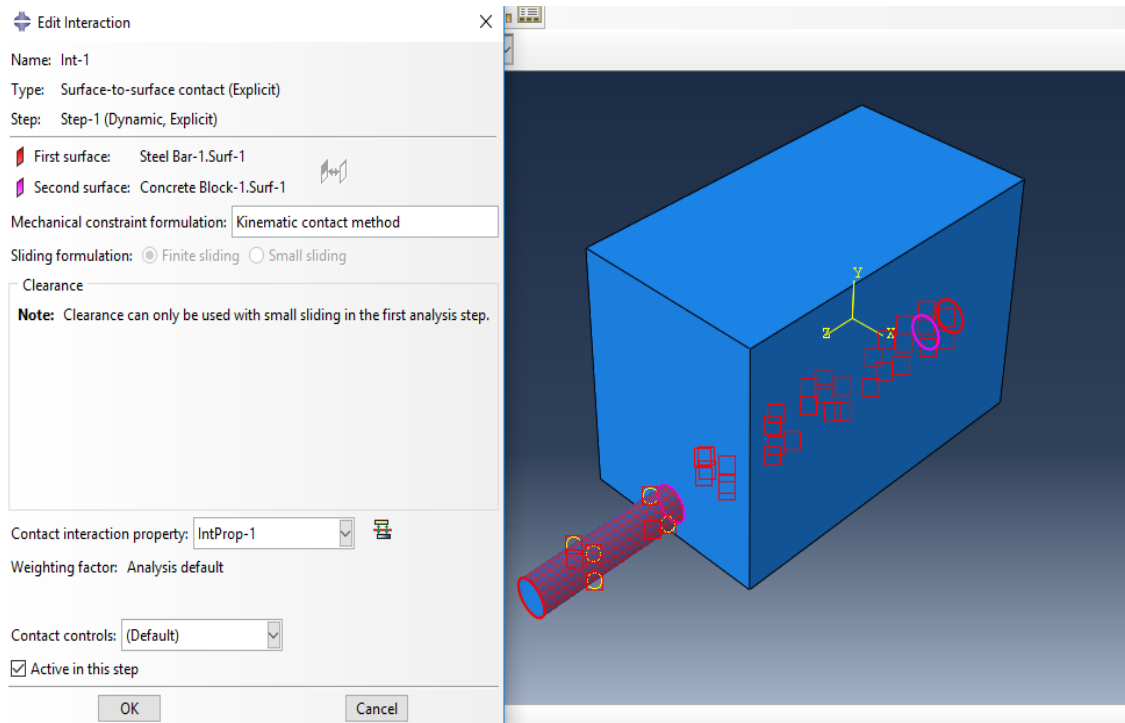 Edit Interaction
Name: Int-1
Type: Surface-to-surface contact (Explicit)
Step: Step-1 (Dynamic, Explicit)
First surface: Steel Bar-1.Surf-1
Second surface: Concrete Block-1.Surf-1
Mechanical constraint formulation: Kinematic contact method
Sliding formulation: Finite sliding Small sliding
Clearance
Note: Clearance can only be used with small sliding in the first analysis step.
Contact interaction property: IntProp-1
Weighting factor: Analysis default
Contact controls: (Default)
Active in this step
OK Cancel
Y
Z X